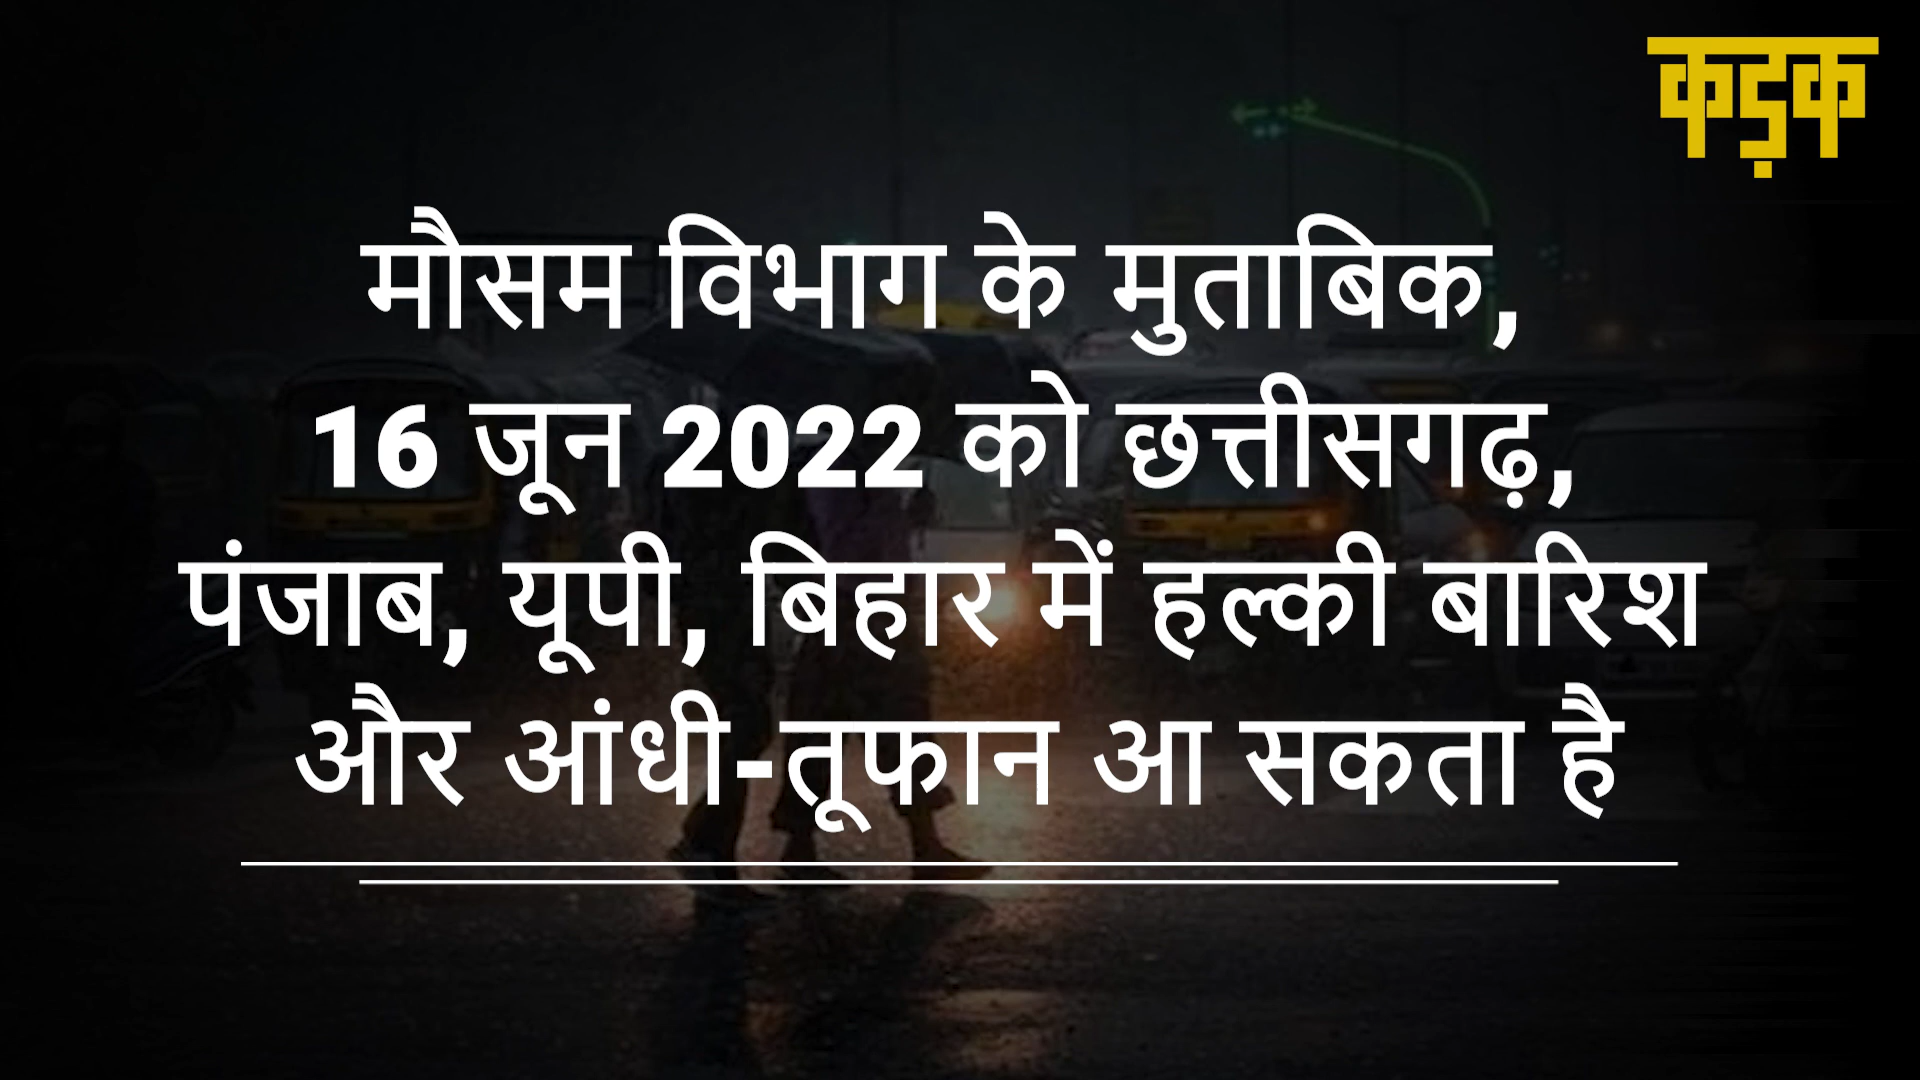 कड़क
मौसम विभाग के मुताबिक,
16 जून 2022 को छत्तीसगढ़,
पंजाब, यूपी, बिहार में हल्की बारिश
और आंधी-तूफान आ सकता है